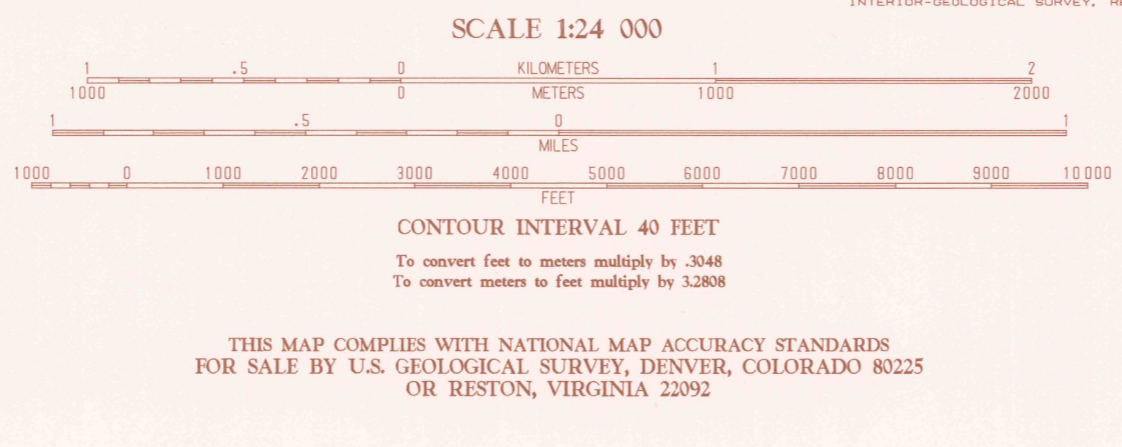 INTERIOR-GEOLOGICAL SURVEY,
SCALE 1:24 000
1 .5 0 KILOMETERS 1 2
1000 0 METERS 1000 2000
1 .5 0 1
MILES
1000 0 1000 2000 3000 4000 5000 6000 7000 8000 9000 10 000
FEET
CONTOUR INTERVAL 40 FEET
To convert feet to meters multiply by .3048
To convert meters to feet multiply by 3.2808
THIS MAP COMPLIES WITH NATIONAL MAP ACCURACY STANDARDS
FOR SALE BY U.S. GEOLOGICAL SURVEY, DENVER, COLORADO 80225
OR RESTON, VIRGINIA 22092